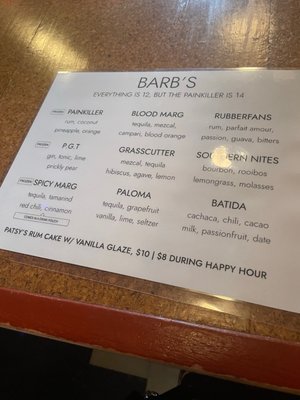 BARB'S
EVERYTHING IS 12, BUT THE PAINKILLER IS 14
FROZEN PAINKILLER
rum, coconut
pineapple, orange
FROZEN P.G.T
gin, tonic, lime
prickly pear
FROZEN SPICY MARG
tequila, tamarind
red chili, cinnamon
BLOOD MARG
tequila, mezcal,
campari, blood orange
GRASSCUTTER
mezcal, tequila
hibiscus, agave, lemon
PALOMA
tequila, grapefruit
vanilla, lime, seltzer
RUBBERFANS
rum, parfait amour,
passion, guava, bitters
SOUTHERN NITES
bourbon, rooibos
lemongrass, molasses
BATIDA
cachaca, chili, cacao
milk, passionfruit, date
PATSY'S RUM CAKE W/ VANILLA GLAZE, $10 | $8 DURING HAPPY HOUR